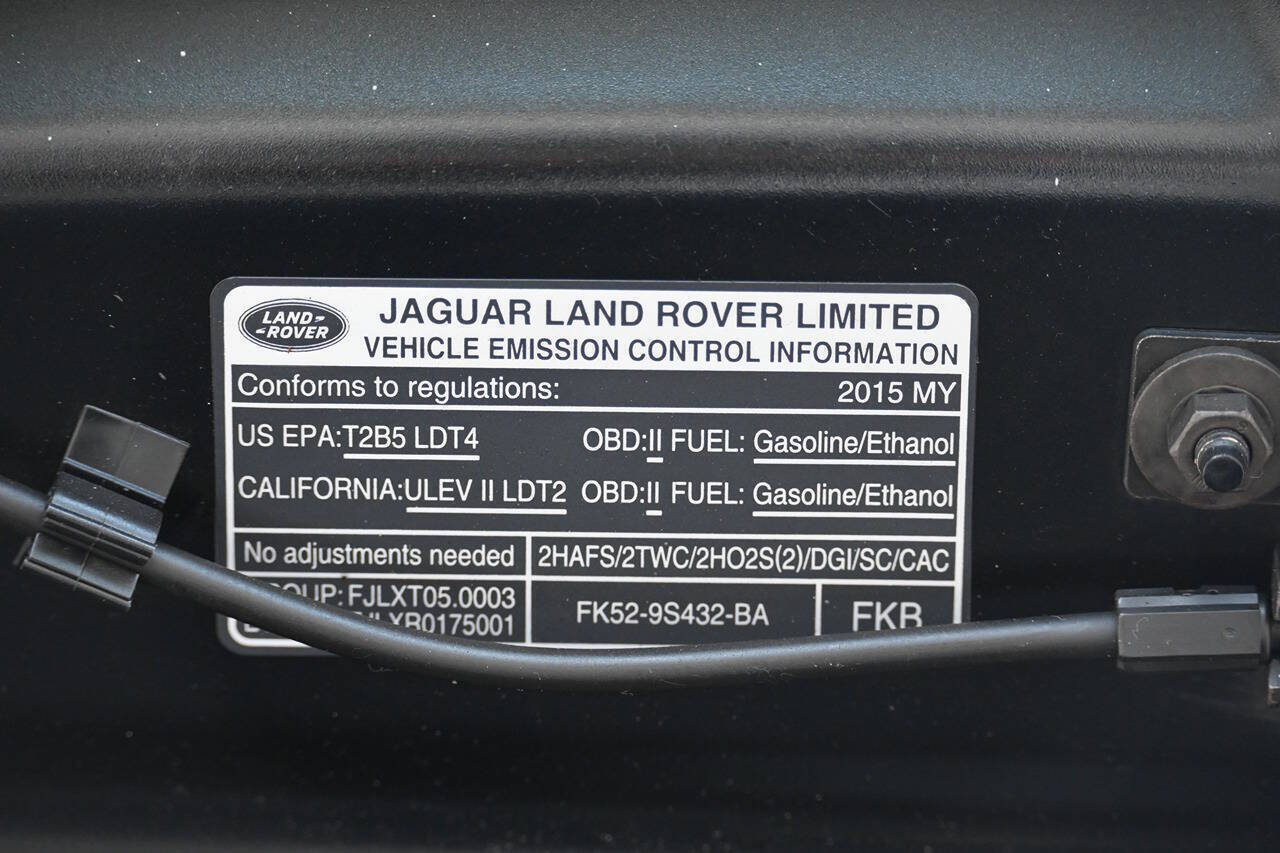 LAND ROVER
JAGUAR LAND ROVER LIMITED
VEHICLE EMISSION CONTROL INFORMATION
Conforms to regulations: 2015 MY
US EPA:T2B5 LDT4 OBD:II FUEL: Gasoline/Ethanol
CALIFORNIA:ULEV II LDT2 OBD:II FUEL: Gasoline/Ethanol
No adjustments needed 2HAFS/2TWC/2HO2S(2)/DGI/SC/CAC
FJLXT05.0003
FK52-9S432-BA FKB